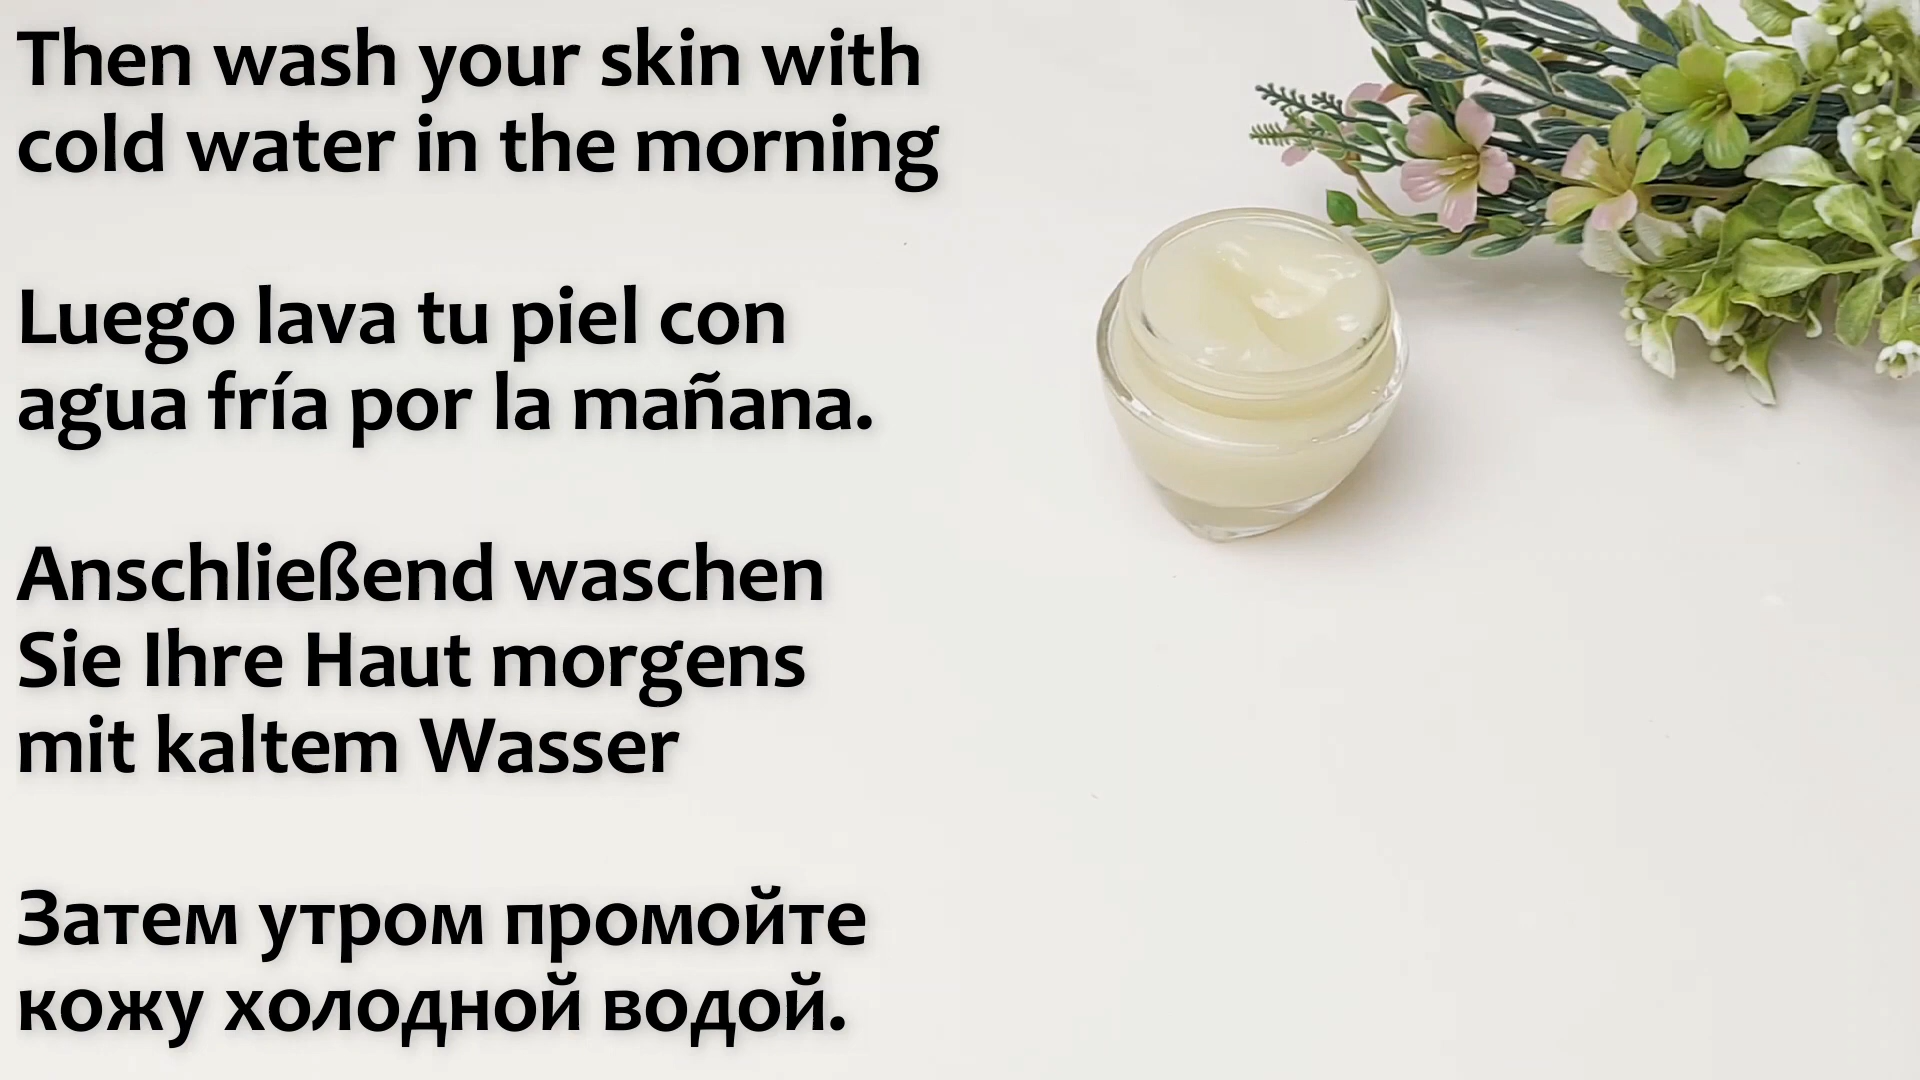 Then wash your skin with
cold water in the morning
Luego lava tu piel con
agua fría por la mañana.
Anschließend waschen
Sie Ihre Haut morgens
mit kaltem Wasser
Затем утром промойте
кожу холодной водой.